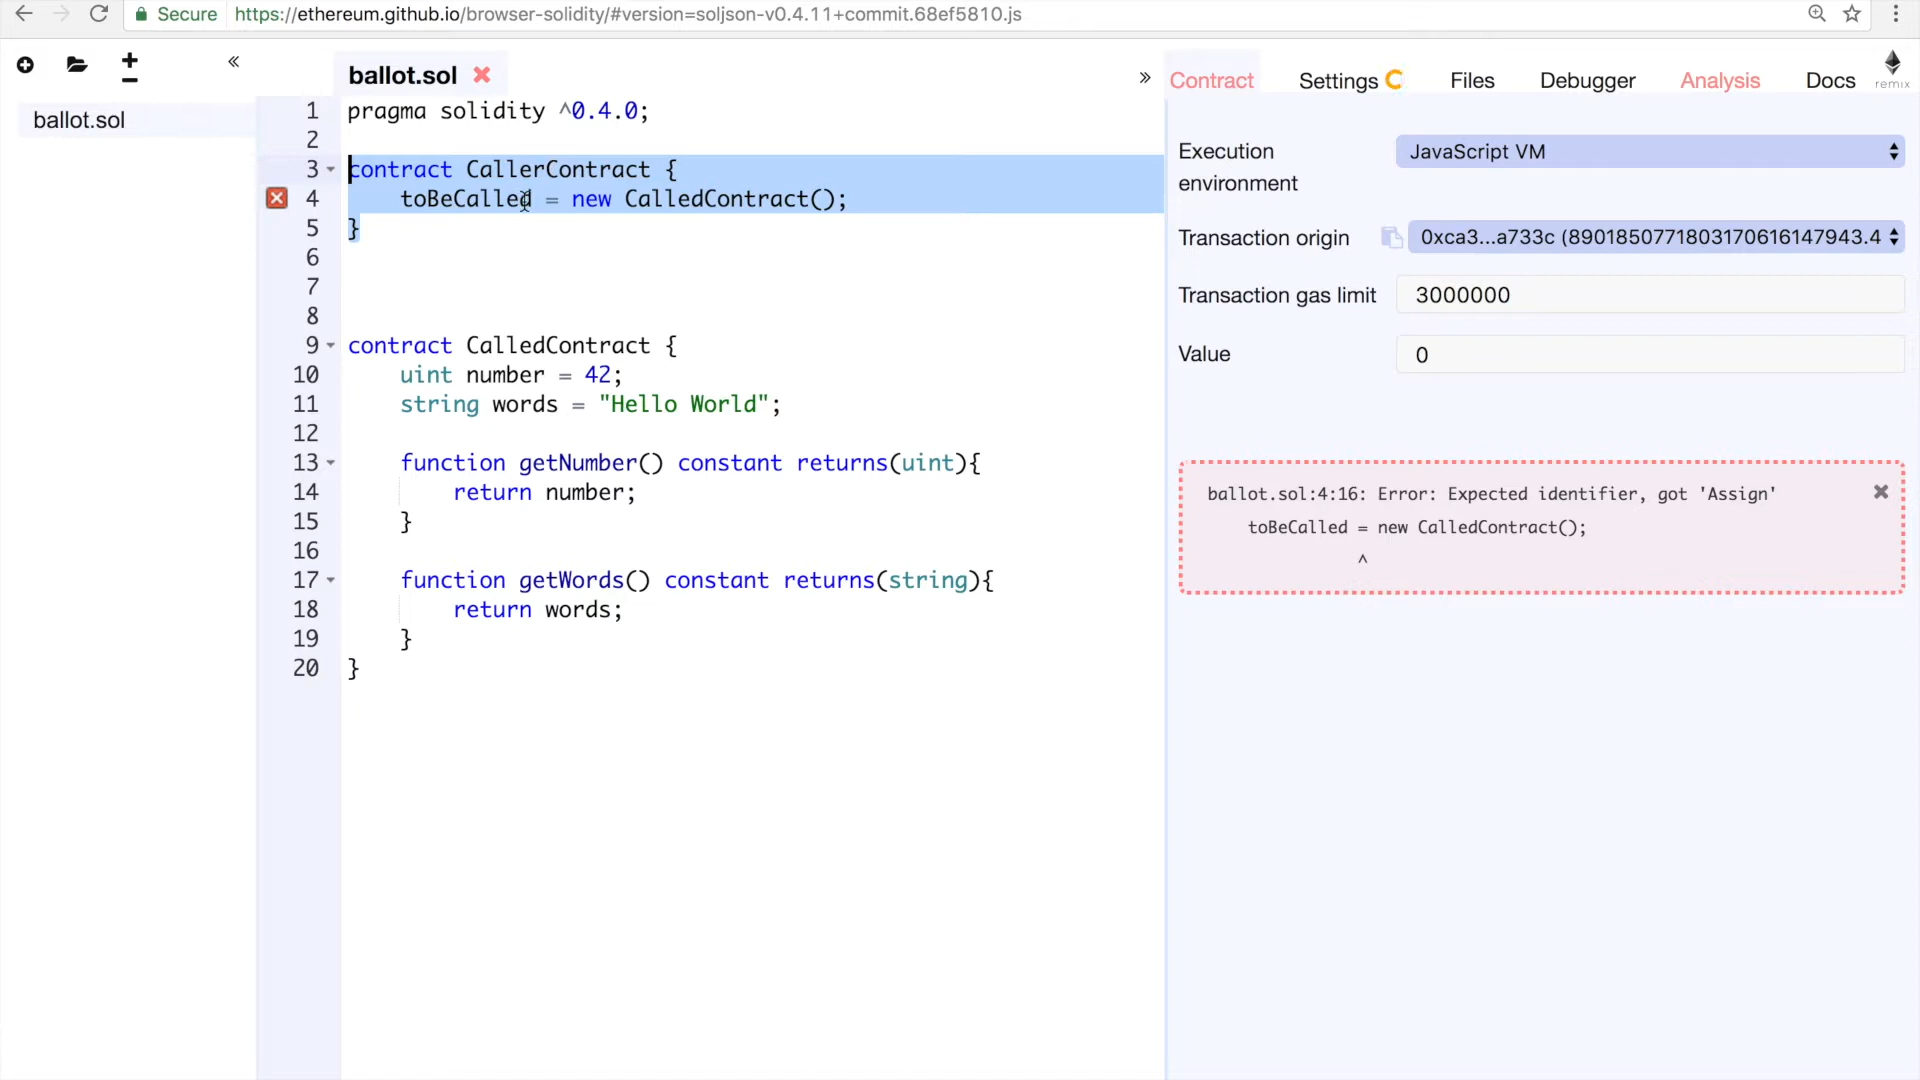 Secure https://ethereum.github.io/browser-solidity/#version=soljson-v0.4.11+commit.68ef5810.js
ballot.sol
Contract Settings Files Debugger Analysis Docs remix
ballot.sol
1 pragma solidity ^0.4.0;
2
3 contract CallerContract {
4 toBeCalled = new CalledContract();
5 }
6
7
8
9 contract CalledContract {
10 uint number = 42;
11 string words = "Hello World";
12
13 function getNumber() constant returns(uint){
14 return number;
15 }
16
17 function getWords() constant returns(string){
18 return words;
19 }
20 }
Execution environment JavaScript VM
Transaction origin 0xca3...a733c (8901850771803170616147943.4
Transaction gas limit 3000000
Value 0
ballot.sol:4:16: Error: Expected identifier, got 'Assign'
toBeCalled = new CalledContract();
^